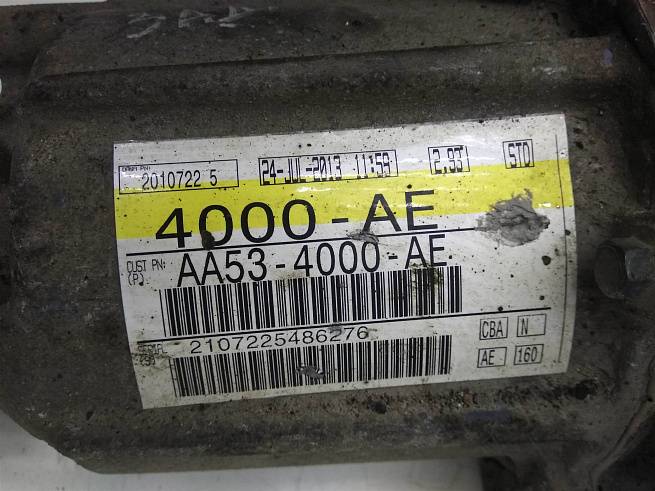 2010722 5 24-JUL-2013 11:59 2.93 STD
4000-AE
CUST PN: AA53-4000-AE
(P)
2107225486276
CBA N
AE 160